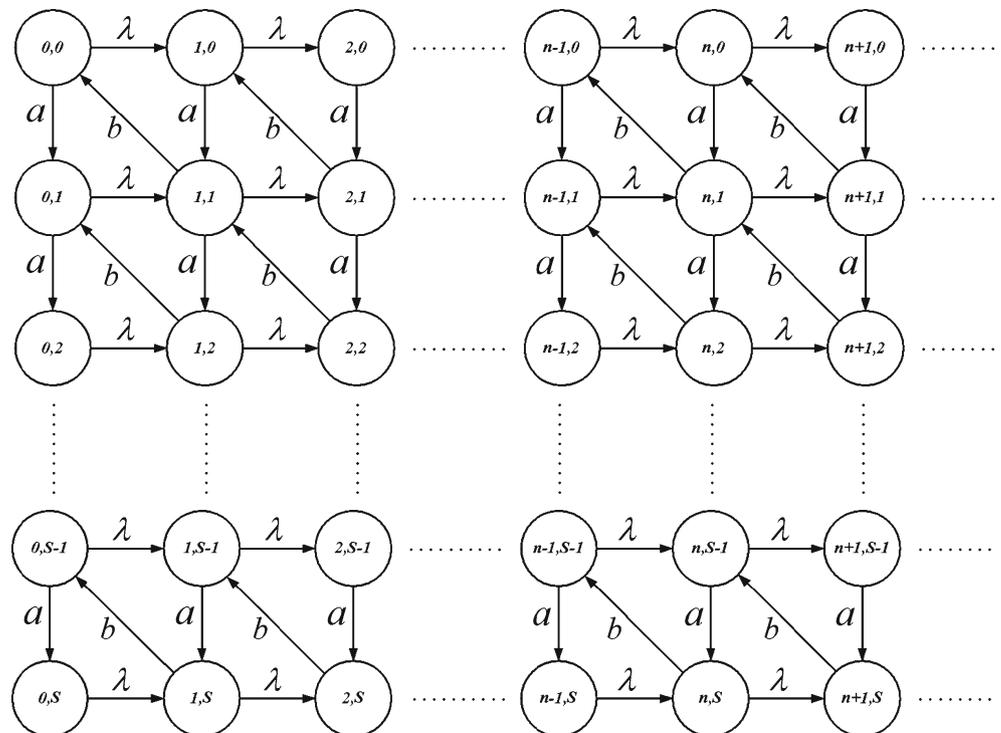 0,0 λ 1,0 λ 2,0 n-1,0 λ n,0 λ n+1,0
a b a b a a b a b a
0,1 λ 1,1 λ 2,1 n-1,1 λ n,1 λ n+1,1
a b a b a a b a b a
0,2 λ 1,2 λ 2,2 n-1,2 λ n,2 λ n+1,2
0,S-1 λ 1,S-1 λ 2,S-1 n-1,S-1 λ n,S-1 λ n+1,S-1
a b a b a a b a b a
0,S λ 1,S λ 2,S n-1,S λ n,S λ n+1,S